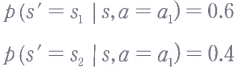 p(s′ = s₁ | s, a = a₁) = 0.6
p(s′ = s₂ | s, a = a₁) = 0.4